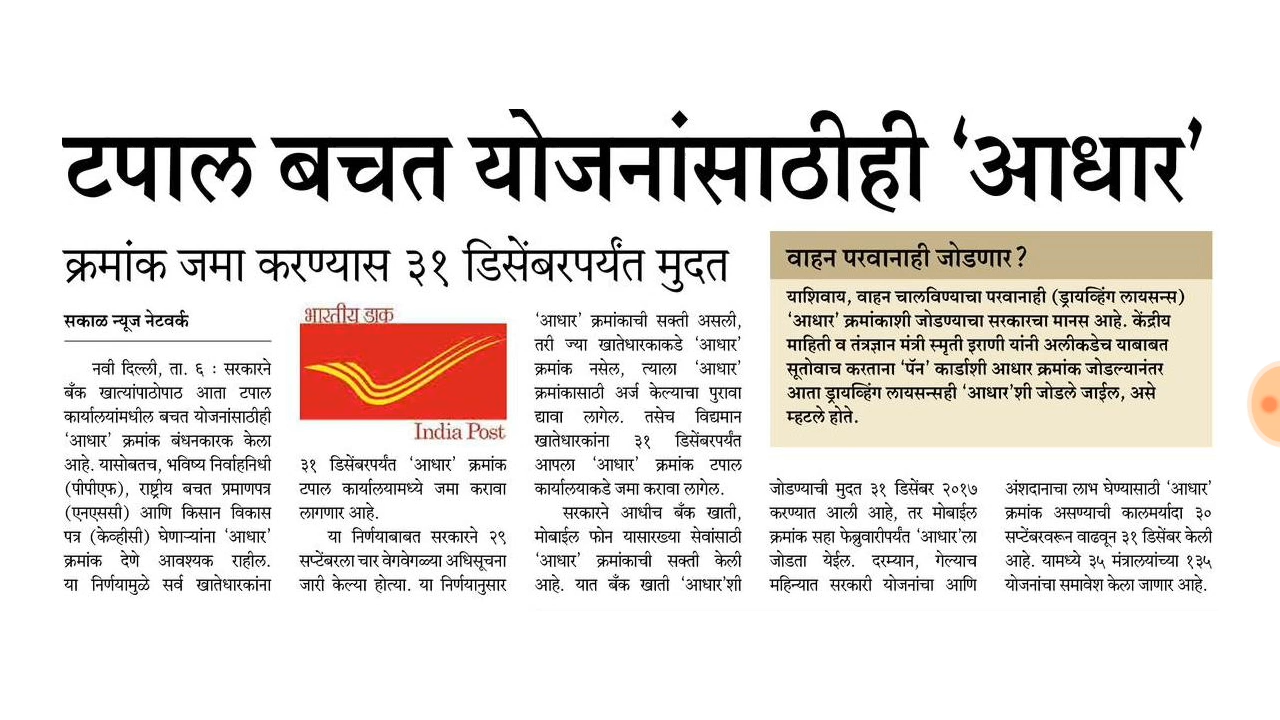 टपाल बचत योजनांसाठीही ‘आधार’
क्रमांक जमा करण्यास ३१ डिसेंबरपर्यंत मुदत
सकाळ न्यूज नेटवर्क
नवी दिल्ली, ता. ६ : सरकारने
बँक खात्यांपाठोपाठ आता टपाल
कार्यालयांमधील बचत योजनांसाठीही
‘आधार’ क्रमांक बंधनकारक केला
आहे. यासोबतच, भविष्य निर्वाहनिधी
(पीपीएफ), राष्ट्रीय बचत प्रमाणपत्र
(एनएससी) आणि किसान विकास
पत्र (केव्हीसी) घेणाऱ्यांना ‘आधार’
क्रमांक देणे आवश्यक राहील.
या निर्णयामुळे सर्व खातेधारकांना
भारतीय डाक
India Post
३१ डिसेंबरपर्यंत ‘आधार’ क्रमांक
टपाल कार्यालयामध्ये जमा करावा
लागणार आहे.
या निर्णयाबाबत सरकारने २९
सप्टेंबरला चार वेगवेगळ्या अधिसूचना
जारी केल्या होत्या. या निर्णयानुसार
‘आधार’ क्रमांकाची सक्ती असली,
तरी ज्या खातेधारकाकडे ‘आधार’
क्रमांक नसेल, त्याला ‘आधार’
क्रमांकासाठी अर्ज केल्याचा पुरावा
द्यावा लागेल. तसेच विद्यमान
खातेधारकांना ३१ डिसेंबरपर्यंत
आपला ‘आधार’ क्रमांक टपाल
कार्यालयाकडे जमा करावा लागेल.
सरकारने आधीच बँक खाती,
मोबाईल फोन यासारख्या सेवांसाठी
‘आधार’ क्रमांकाची सक्ती केली
आहे. यात बँक खाती ‘आधार’शी
वाहन परवानाही जोडणार?
याशिवाय, वाहन चालविण्याचा परवानाही (ड्रायव्हिंग लायसन्स)
‘आधार’ क्रमांकाशी जोडण्याचा सरकारचा मानस आहे. केंद्रीय
माहिती व तंत्रज्ञान मंत्री स्मृती इराणी यांनी अलीकडेच याबाबत
सूतोवाच करताना ‘पॅन’ कार्डाशी आधार क्रमांक जोडल्यानंतर
आता ड्रायव्हिंग लायसन्सही ‘आधार’शी जोडले जाईल, असे
म्हटले होते.
जोडण्याची मुदत ३१ डिसेंबर २०१७
करण्यात आली आहे, तर मोबाईल
क्रमांक सहा फेब्रुवारीपर्यंत ‘आधार’ला
जोडता येईल. दरम्यान, गेल्याच
महिन्यात सरकारी योजनांचा आणि
अंशदानाचा लाभ घेण्यासाठी ‘आधार’
क्रमांक असण्याची कालमर्यादा ३०
सप्टेंबरवरून वाढवून ३१ डिसेंबर केली
आहे. यामध्ये ३५ मंत्रालयांच्या १३५
योजनांचा समावेश केला जाणार आहे.